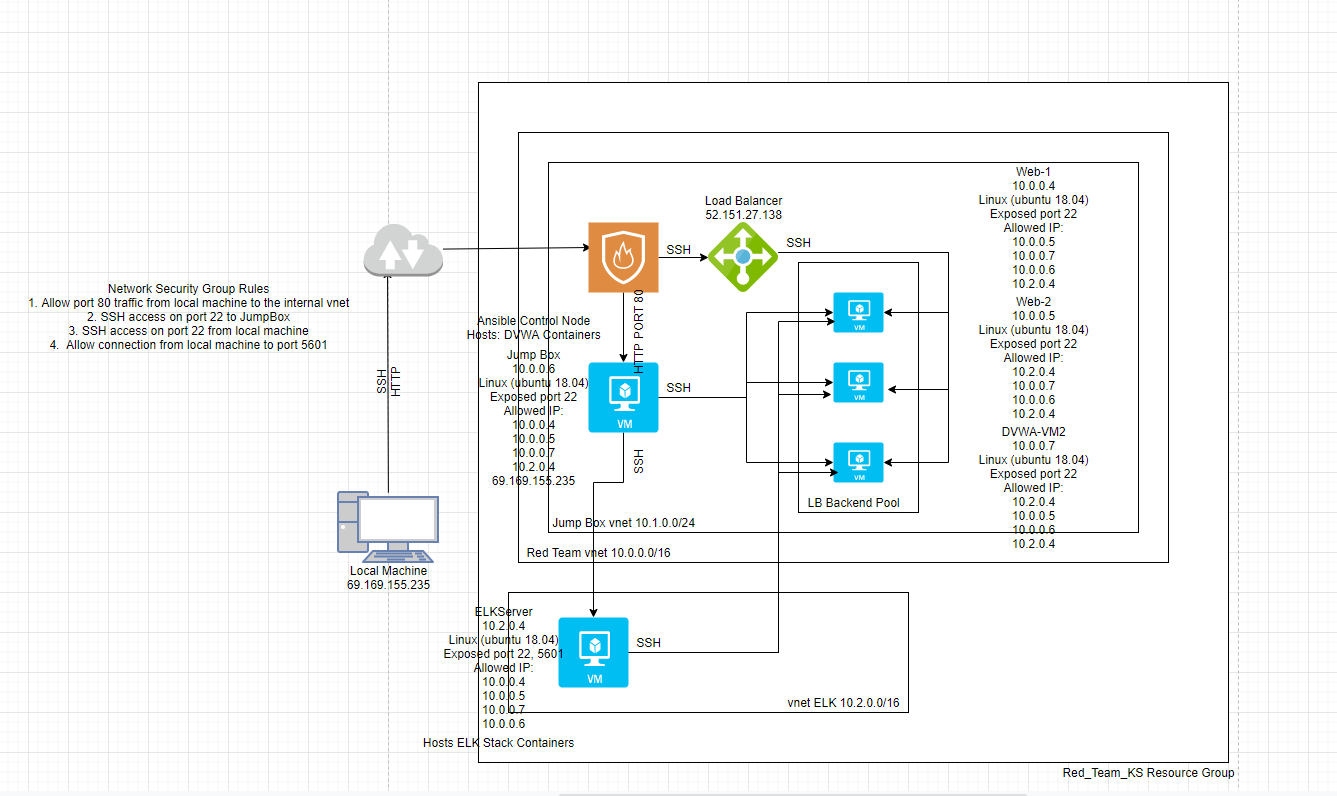 Network Security Group Rules
1. Allow port 80 traffic from local machine to the internal vnet
2. SSH access on port 22 to JumpBox
3. SSH access on port 22 from local machine
4. Allow connection from local machine to port 5601
SSH
HTTP
Local Machine
69.169.155.235
Load Balancer
52.151.27.138
SSH
SSH
HTTP PORT 80
Ansible Control Node
Hosts: DVWA Containers
Jump Box
10.0.0.6
Linux (ubuntu 18.04)
Exposed port 22
Allowed IP:
10.0.0.4
10.0.0.5
10.0.0.7
10.2.0.4
69.169.155.235
VM
SSH
SSH
VM
VM
VM
LB Backend Pool
Web-1
10.0.0.4
Linux (ubuntu 18.04)
Exposed port 22
Allowed IP:
10.0.0.5
10.0.0.7
10.0.0.6
10.2.0.4
Web-2
10.0.0.5
Linux (ubuntu 18.04)
Exposed port 22
Allowed IP:
10.2.0.4
10.0.0.7
10.0.0.6
10.2.0.4
DVWA-VM2
10.0.0.7
Linux (ubuntu 18.04)
Exposed port 22
Allowed IP:
10.2.0.4
10.0.0.5
10.0.0.6
10.2.0.4
Jump Box vnet 10.1.0.0/24
Red Team vnet 10.0.0.0/16
ELKServer
10.2.0.4
Linux (ubuntu 18.04)
Exposed port 22, 5601
Allowed IP:
10.0.0.4
10.0.0.5
10.0.0.7
10.0.0.6
Hosts ELK Stack Containers
VM
SSH
vnet ELK 10.2.0.0/16
Red_Team_KS Resource Group